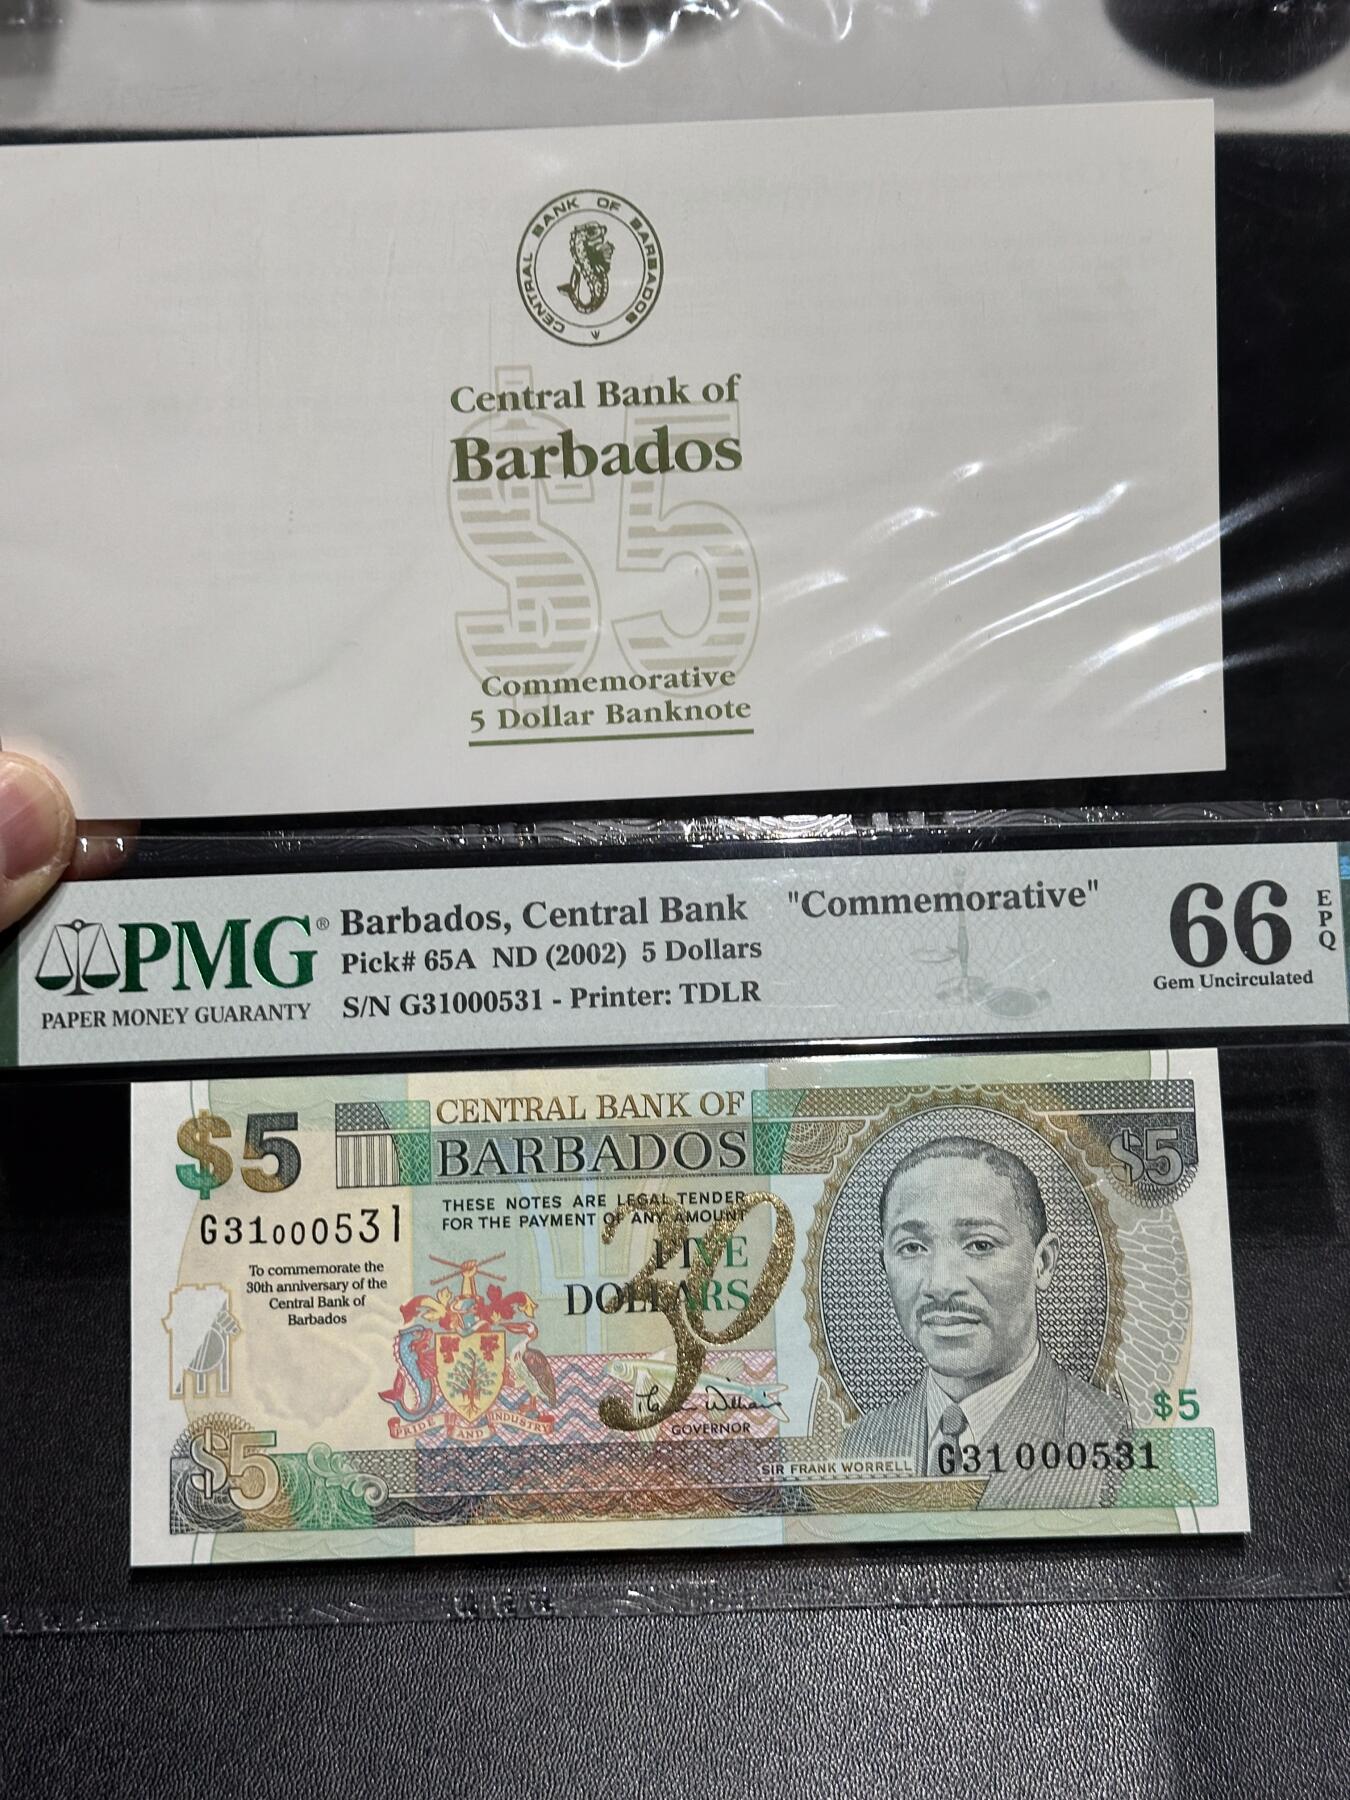 CENTRAL BANK OF BARBADOS
Central Bank of
Barbados
$5
Commemorative
5 Dollar Banknote
PMG®
PAPER MONEY GUARANTY
Barbados, Central Bank "Commemorative"
Pick# 65A ND (2002) 5 Dollars
S/N G31000531 - Printer: TDLR
66
EPQ
Gem Uncirculated
$5
CENTRAL BANK OF
BARBADOS
$5
THESE NOTES ARE LEGAL TENDER
FOR THE PAYMENT OF ANY AMOUNT
G31000531
To commemorate the
30th anniversary of the
Central Bank of
Barbados
30
FIVE
DOLLARS
PRIDE AND INDUSTRY
GOVERNOR
$5
$5
SIR FRANK WORRELL
G31000531